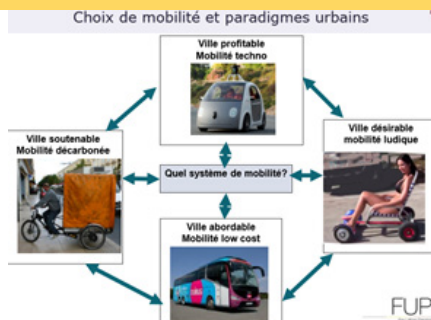 Choix de mobilité et paradigmes urbains
Ville profitable
Mobilité techno
Ville soutenable
Mobilité décarbonée
Ville désirable
mobilité ludique
Quel système de mobilité?
Ville abordable
Mobilité low cost
FUP